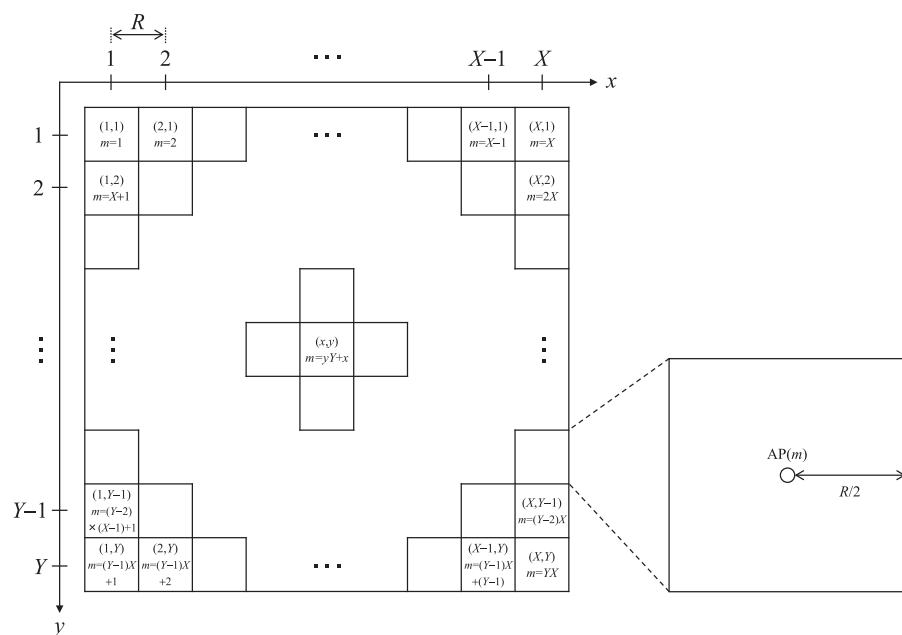 R
1 2 ··· X−1 X
x
1
(1,1) (2,1) ··· (X−1,1) (X,1)
m=1 m=2 m=X−1 m=X
2
(1,2) (X,2)
m=X+1 m=2X
⋮ ⋮ ⋮
(x,y)
m=yY+x
AP(m)
R/2
Y−1
(1,Y−1) (X,Y−1)
m=(Y−2) m=(Y−2)X
×(X−1)+1
Y
(1,Y) (2,Y) ··· (X−1,Y) (X,Y)
m=(Y−1)X m=(Y−1)X m=(Y−1)X m=YX
+1 +2 +(Y−1)
y